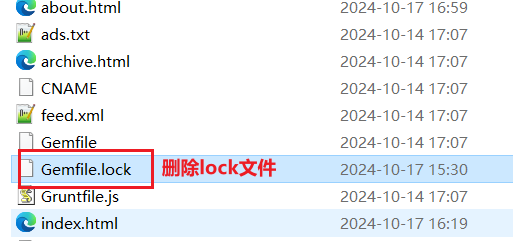 about.html 2024-10-17 16:59
ads.txt 2024-10-14 17:07
archive.html 2024-10-14 17:07
CNAME 2024-10-14 17:07
feed.xml 2024-10-14 17:07
Gemfile 2024-10-14 17:07
Gemfile.lock 删除lock文件 2024-10-17 15:30
Gruntfile.js 2024-10-14 17:07
index.html 2024-10-17 16:19